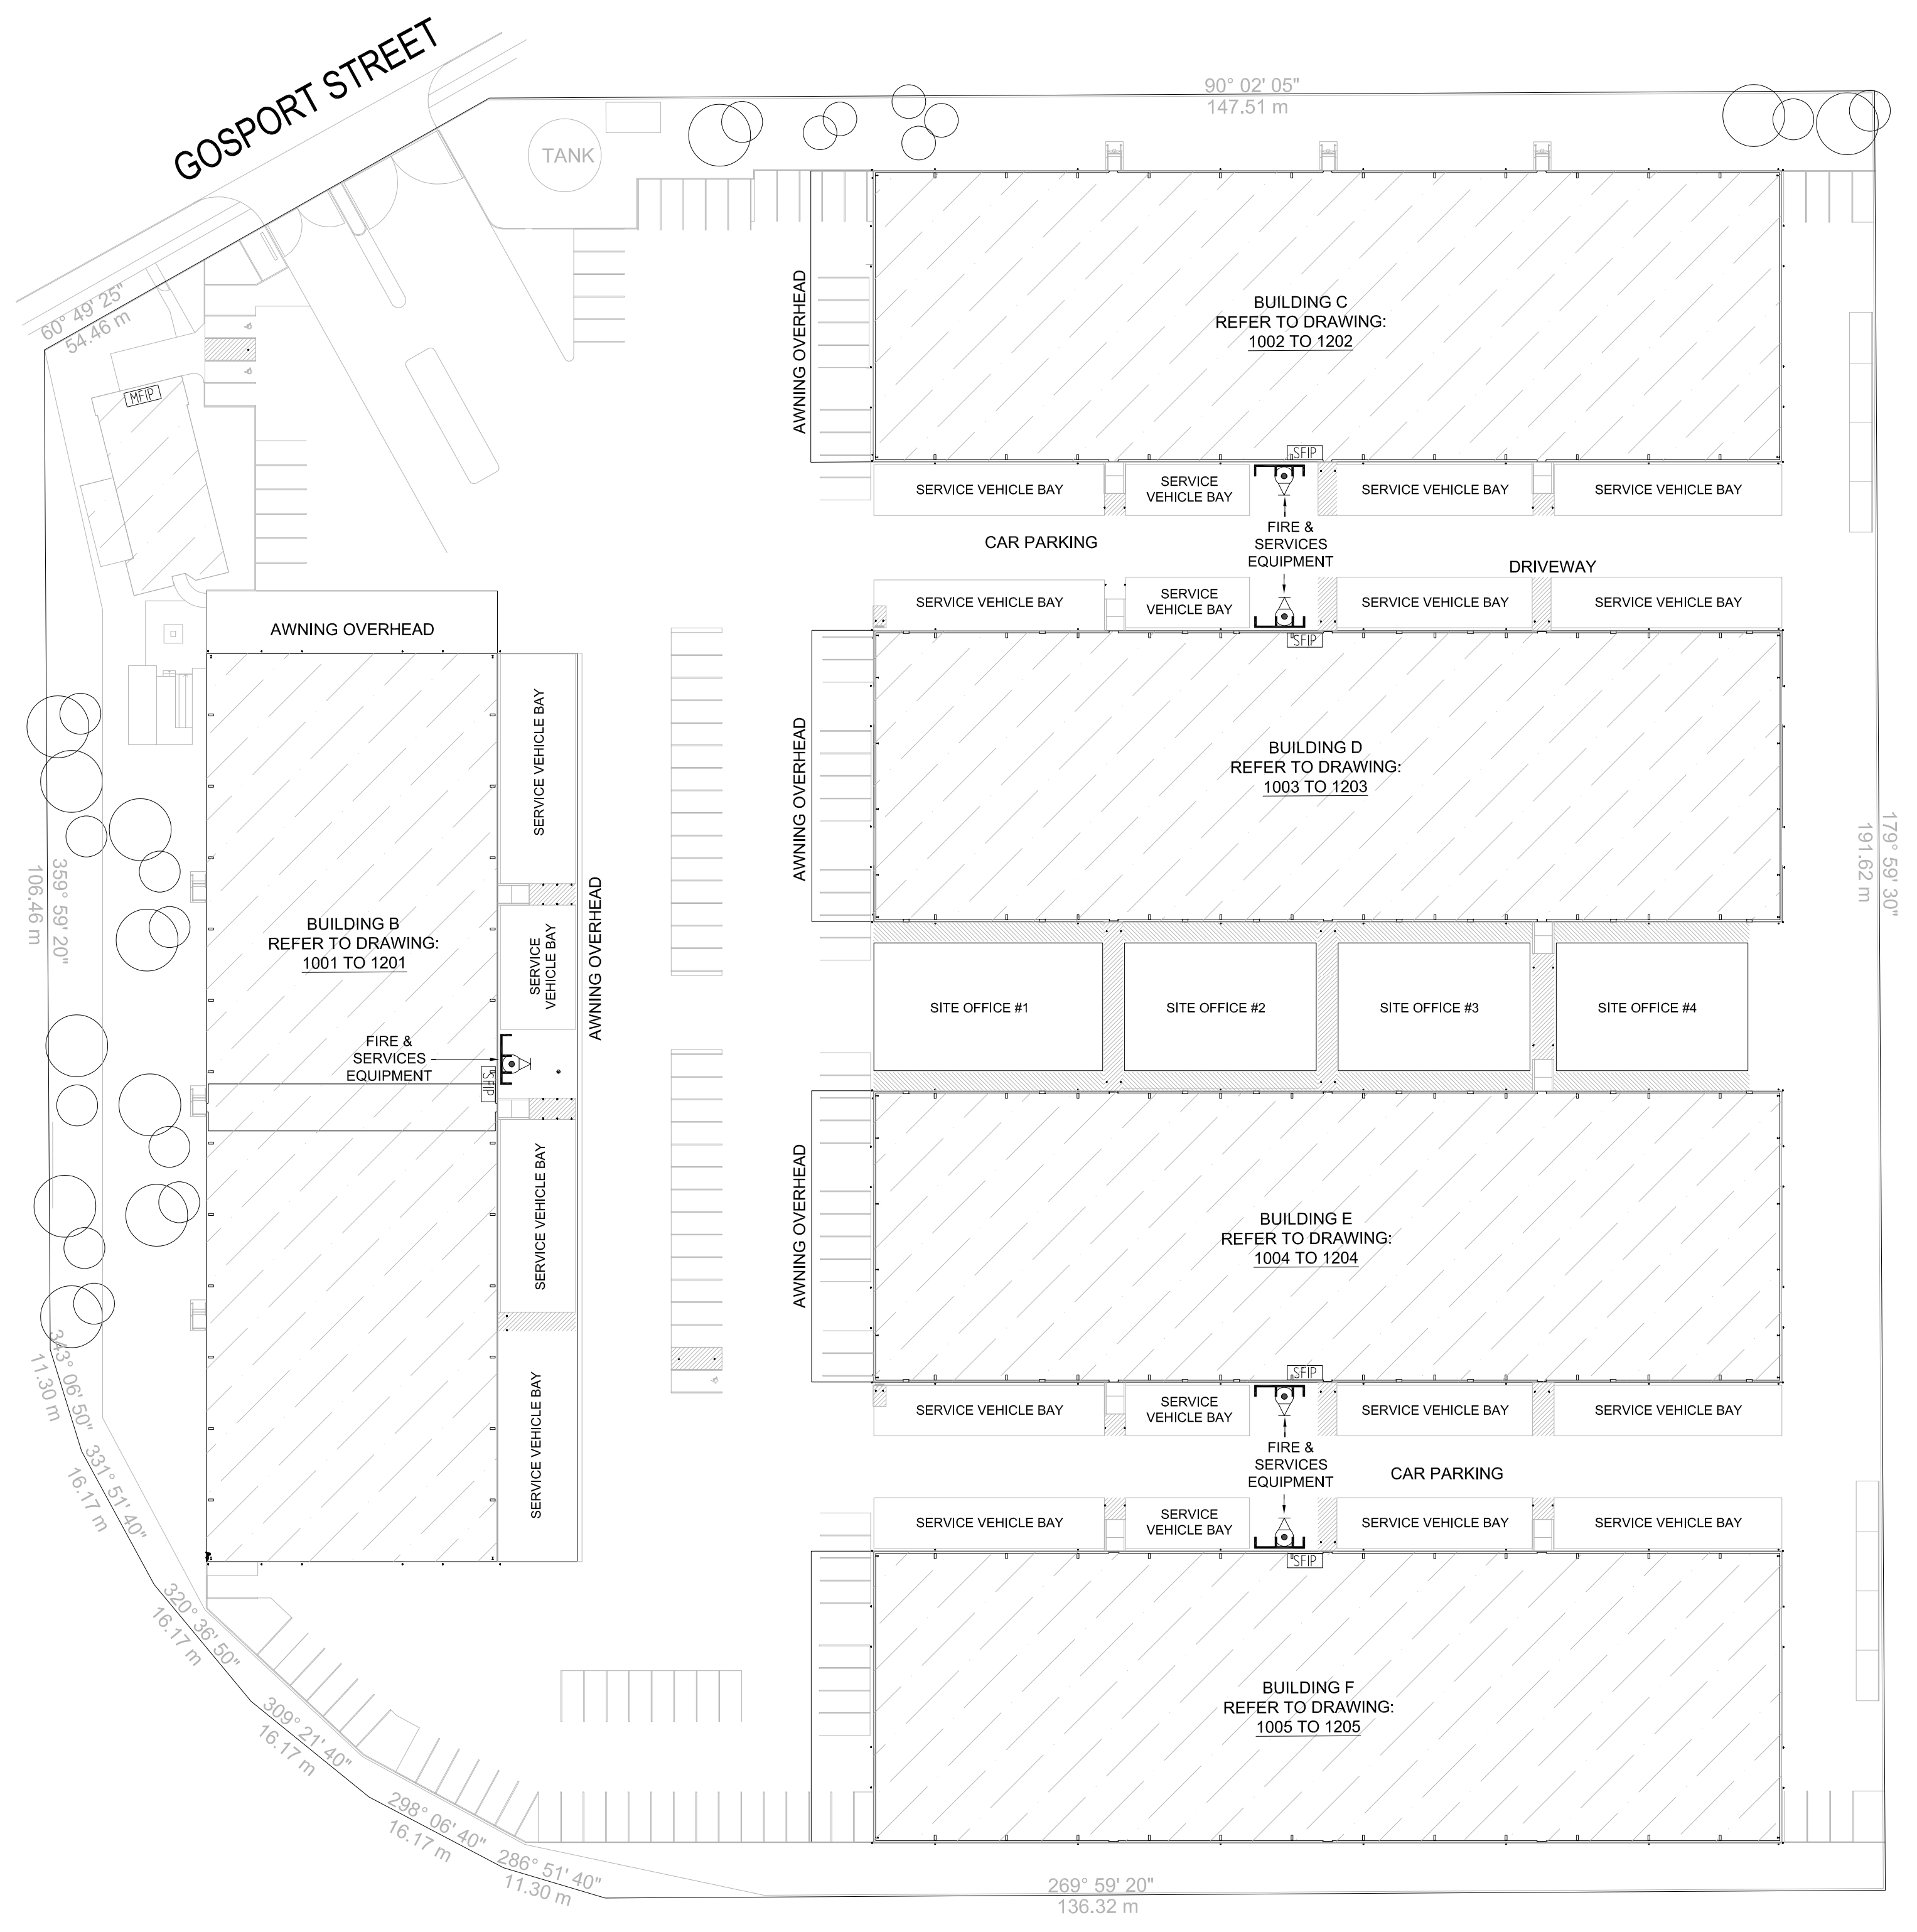 GOSPORT STREET
90° 02' 05"
147.51 m
TANK
60° 49' 25"
54.46 m
MFIP
AWNING OVERHEAD
BUILDING C
REFER TO DRAWING:
1002 TO 1202
SFIP
SERVICE VEHICLE BAY
SERVICE
VEHICLE BAY
SERVICE VEHICLE BAY
SERVICE VEHICLE BAY
CAR PARKING
FIRE &
SERVICES
EQUIPMENT
DRIVEWAY
SERVICE VEHICLE BAY
SERVICE
VEHICLE BAY
SERVICE VEHICLE BAY
SERVICE VEHICLE BAY
SFIP
AWNING OVERHEAD
BUILDING D
REFER TO DRAWING:
1003 TO 1203
AWNING OVERHEAD
SERVICE VEHICLE BAY
AWNING OVERHEAD
BUILDING B
REFER TO DRAWING:
1001 TO 1201
SERVICE
VEHICLE BAY
FIRE &
SERVICES
EQUIPMENT
SFIP
SERVICE VEHICLE BAY
SERVICE VEHICLE BAY
359° 59' 20"
106.46 m
179° 59' 30"
191.62 m
SITE OFFICE #1
SITE OFFICE #2
SITE OFFICE #3
SITE OFFICE #4
AWNING OVERHEAD
BUILDING E
REFER TO DRAWING:
1004 TO 1204
SFIP
SERVICE VEHICLE BAY
SERVICE
VEHICLE BAY
SERVICE VEHICLE BAY
SERVICE VEHICLE BAY
FIRE &
SERVICES
EQUIPMENT
CAR PARKING
SERVICE VEHICLE BAY
SERVICE
VEHICLE BAY
SERVICE VEHICLE BAY
SERVICE VEHICLE BAY
SFIP
BUILDING F
REFER TO DRAWING:
1005 TO 1205
343° 06' 50"
11.30 m
331° 51' 40"
16.17 m
320° 36' 50"
16.17 m
309° 21' 40"
16.17 m
298° 06' 40"
16.17 m
286° 51' 40"
11.30 m
269° 59' 20"
136.32 m